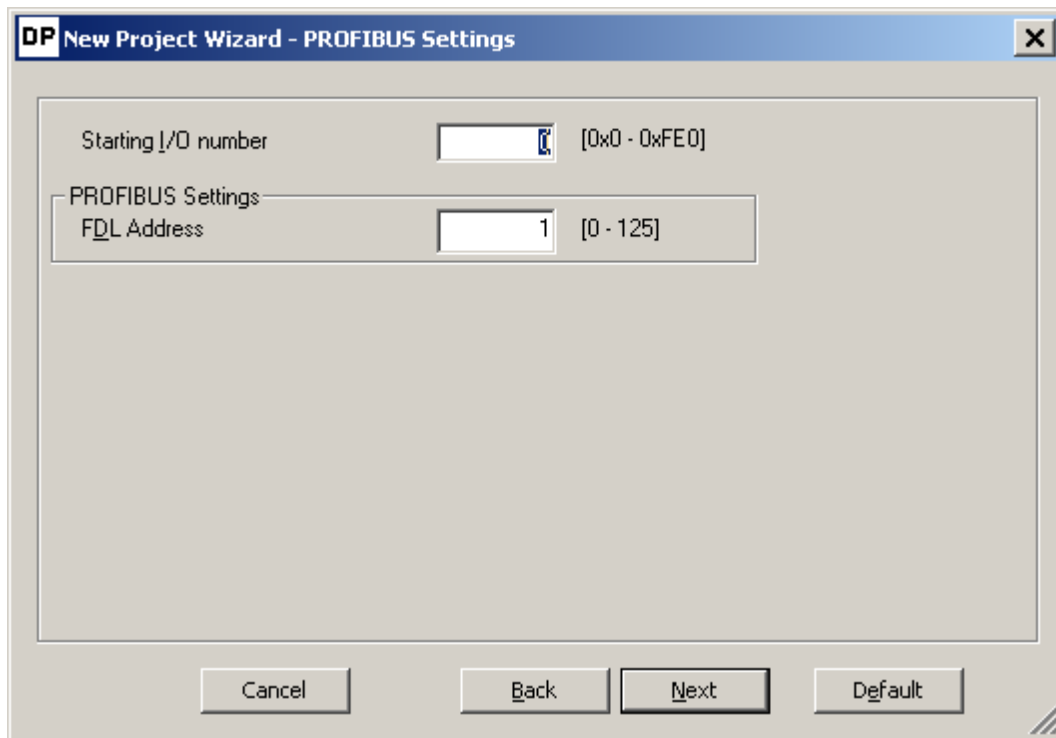 DP New Project Wizard - PROFIBUS Settings
Starting I/O number 0 [0x0 - 0xFE0]
PROFIBUS Settings
FDL Address 1 [0 - 125]
Cancel Back Next Default